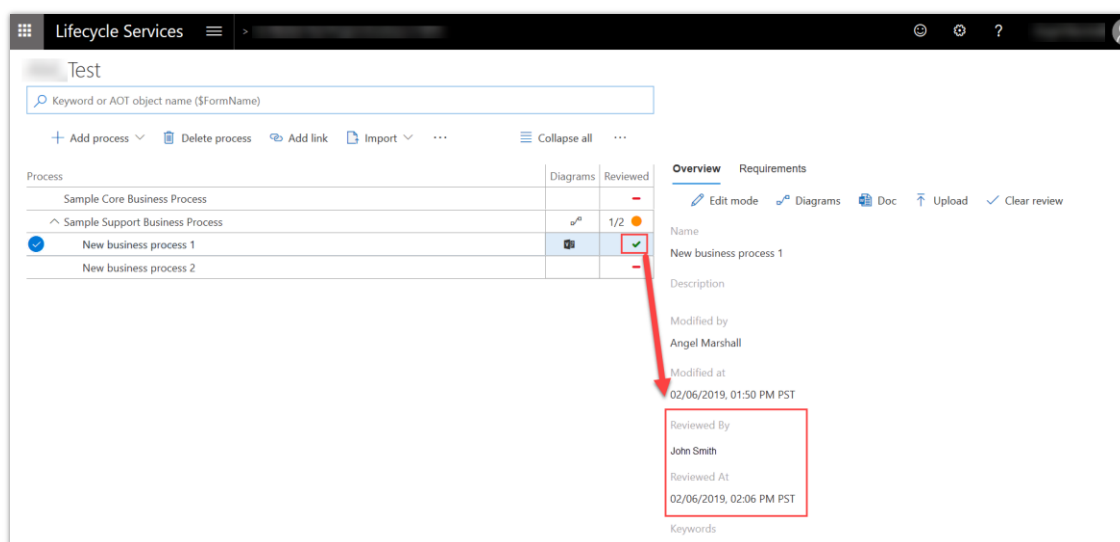 Lifecycle Services
>
?
Test
Keyword or AOT object name ($FormName)
Add process
Delete process
Add link
Import
...
Collapse all
...
Process
Diagrams
Reviewed
Sample Core Business Process
Sample Support Business Process
1/2
New business process 1
New business process 2
Overview
Requirements
Edit mode
Diagrams
Doc
Upload
Clear review
Name
New business process 1
Description
Modified by
Angel Marshall
Modified at
02/06/2019, 01:50 PM PST
Reviewed By
John Smith
Reviewed At
02/06/2019, 02:06 PM PST
Keywords